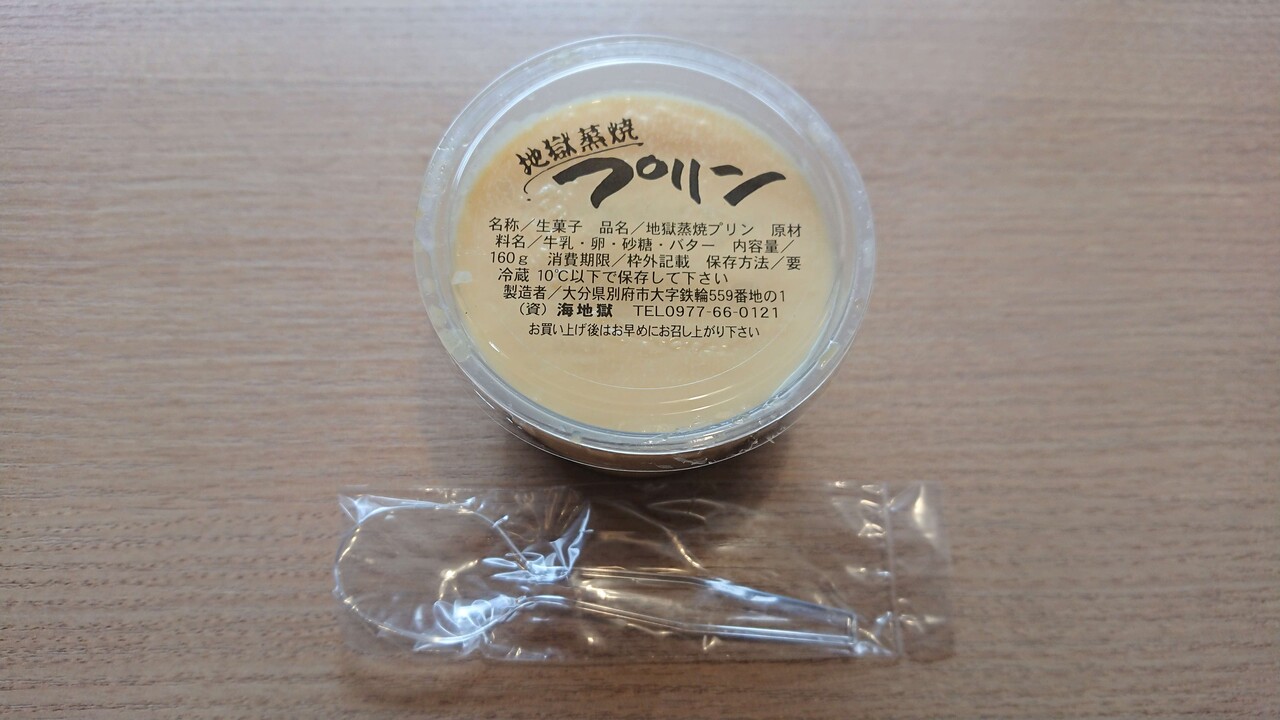 地獄蒸焼
プリン
名称／生菓子　品名／地獄蒸焼プリン　原材
料名／牛乳・卵・砂糖・バター　内容量／
160g　消費期限／枠外記載　保存方法／要
冷蔵 10℃以下で保存して下さい
製造者／大分県別府市大字鉄輪559番地の1
（資）海地獄　TEL0977-66-0121
お買い上げ後はお早めにお召し上がり下さい